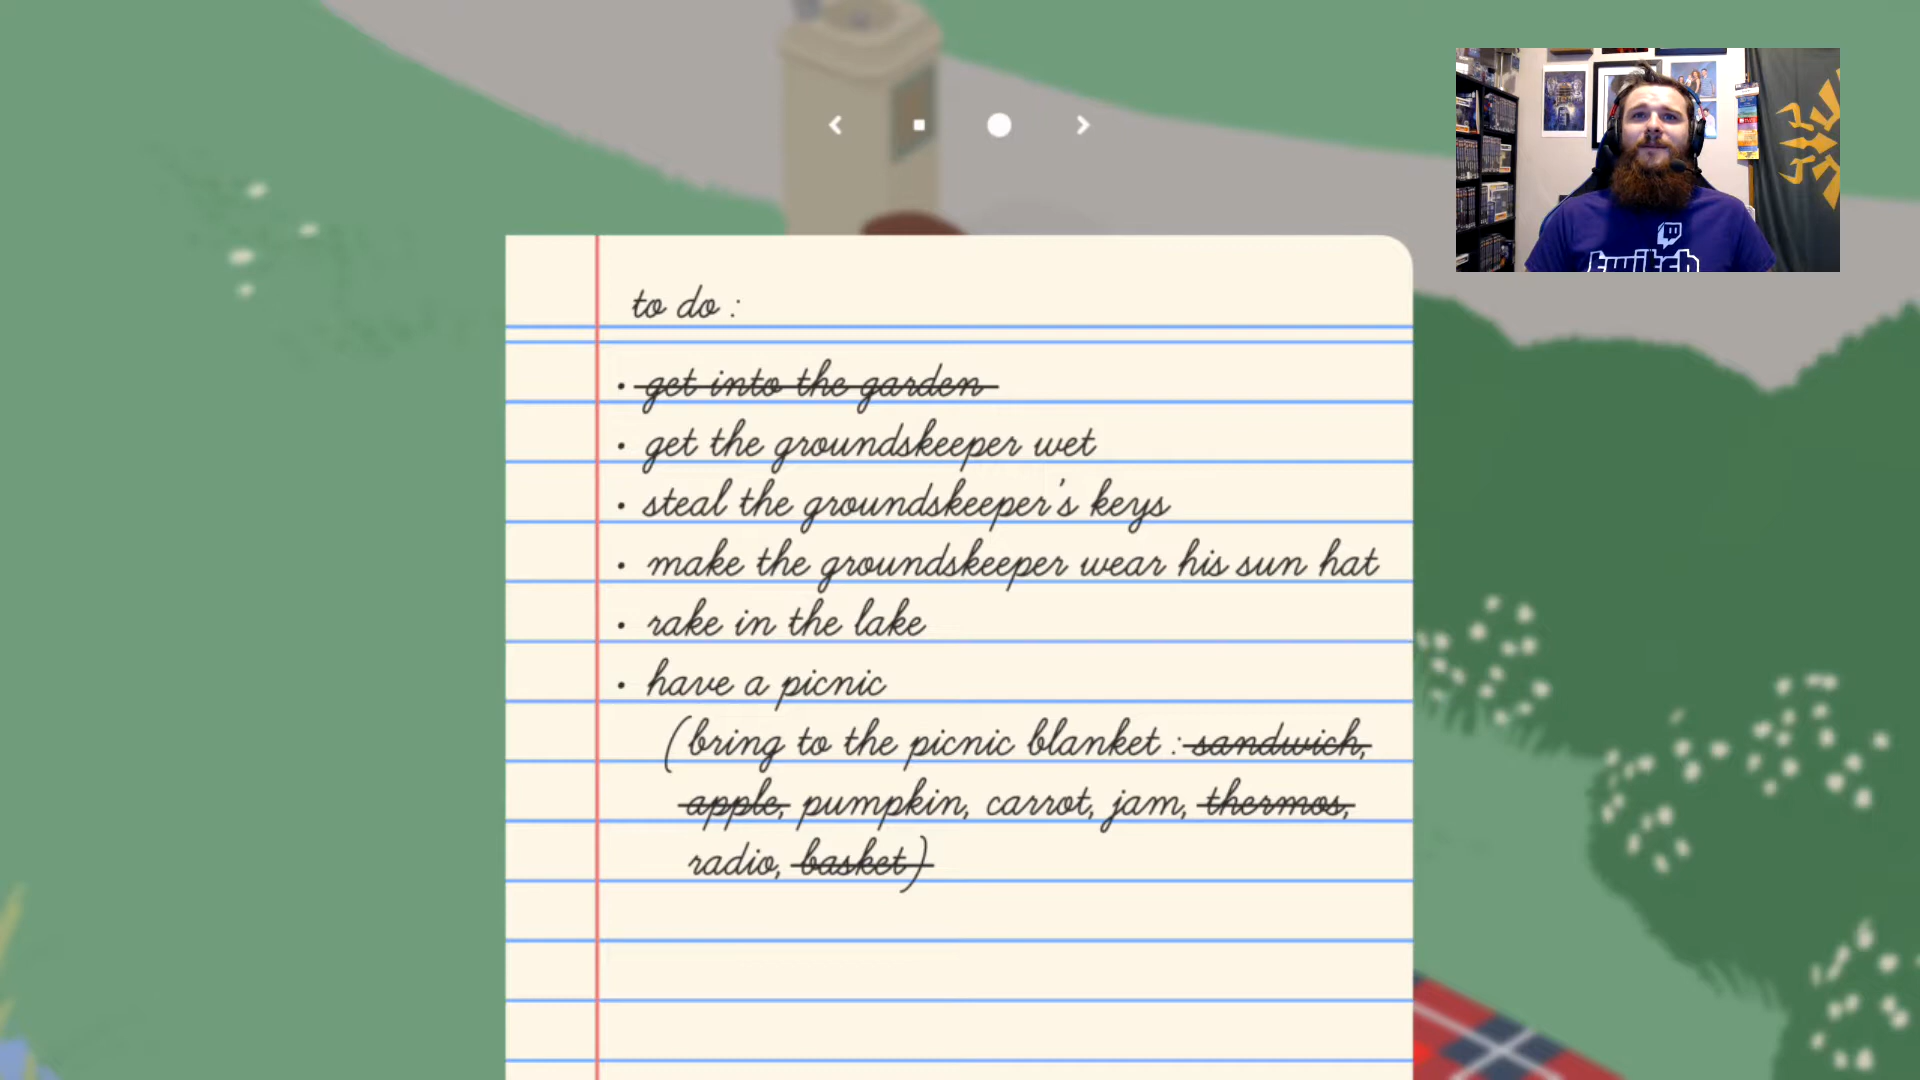 to do :
• get into the garden
• get the groundskeeper wet
• steal the groundskeeper's keys
• make the groundskeeper wear his sun hat
• rake in the lake
• have a picnic
(bring to the picnic blanket : sandwich,
apple, pumpkin, carrot, jam, thermos,
radio, basket)
twitch